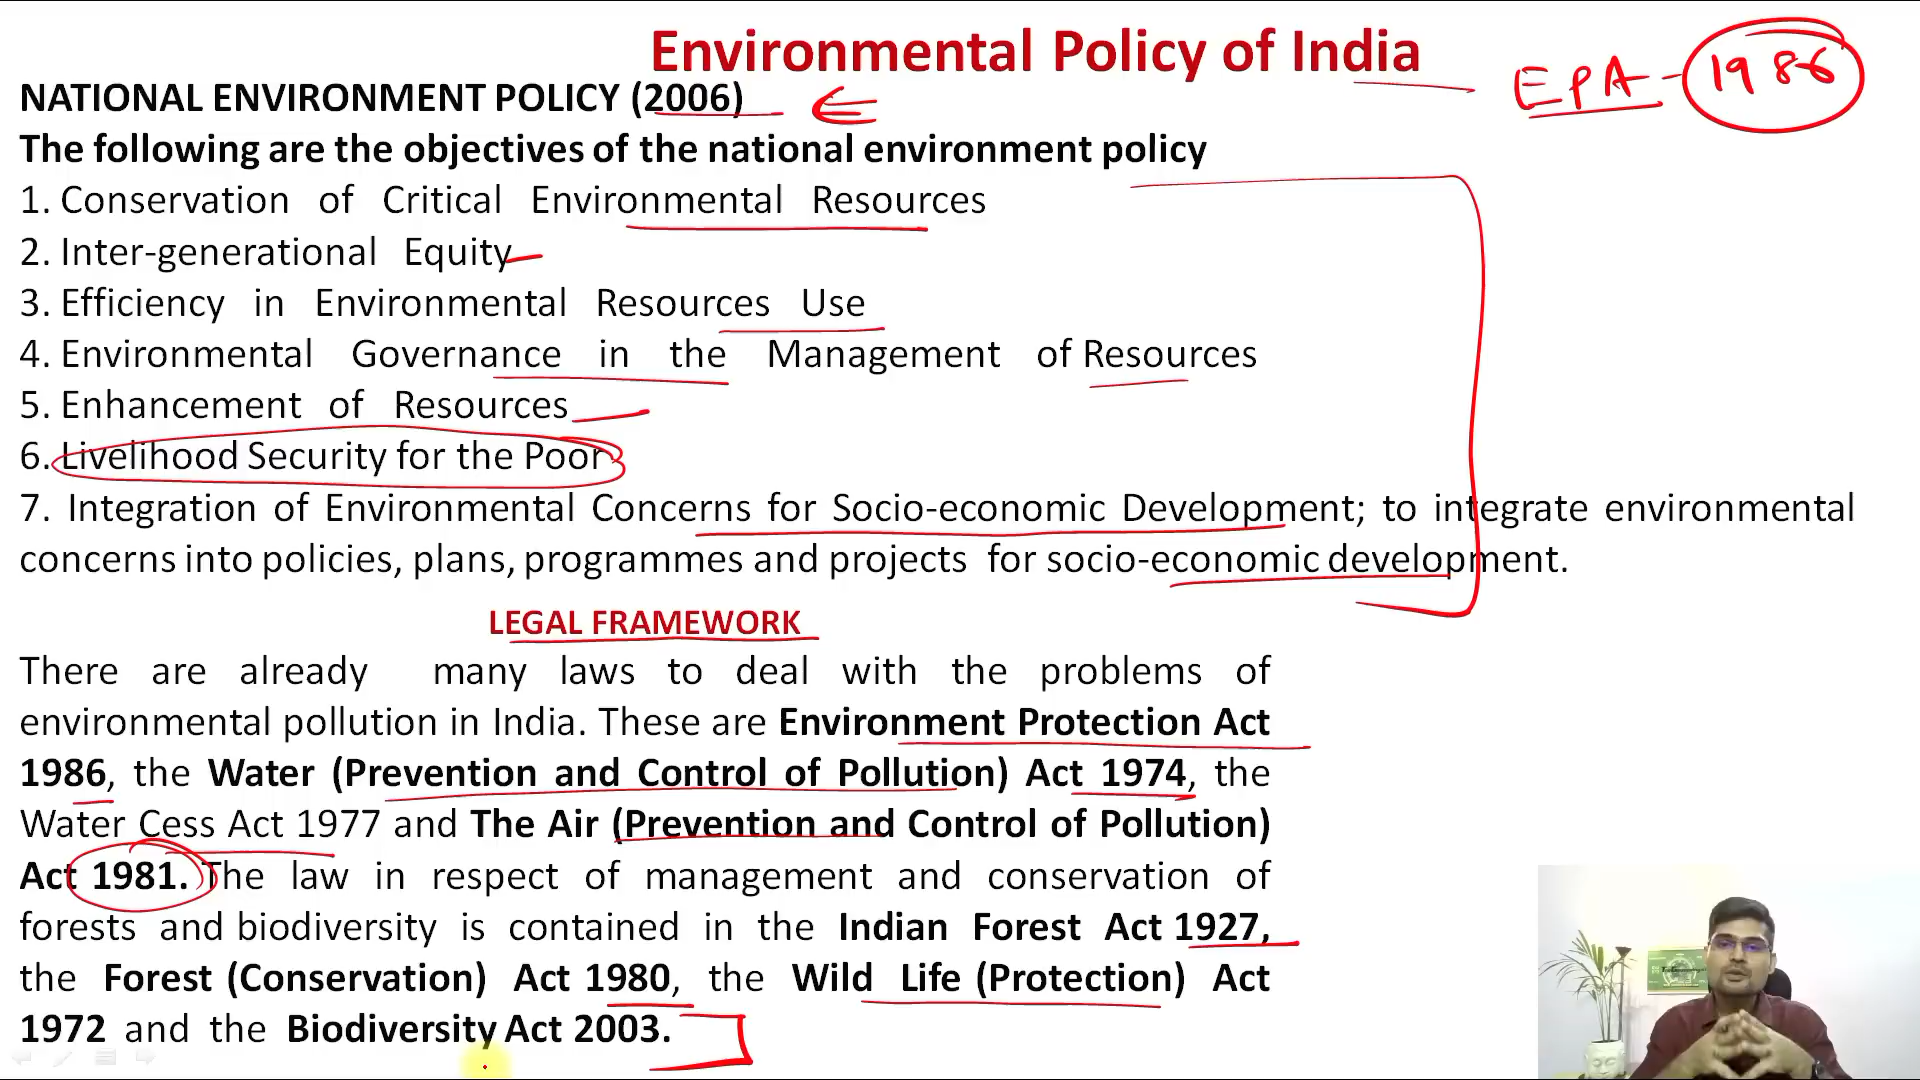 Environmental Policy of India
EPA - 1986
NATIONAL ENVIRONMENT POLICY (2006)
The following are the objectives of the national environment policy
1. Conservation of Critical Environmental Resources
2. Inter-generational Equity
3. Efficiency in Environmental Resources Use
4. Environmental Governance in the Management of Resources
5. Enhancement of Resources
6. Livelihood Security for the Poor
7. Integration of Environmental Concerns for Socio-economic Development; to integrate environmental
concerns into policies, plans, programmes and projects for socio-economic development.
LEGAL FRAMEWORK
There are already many laws to deal with the problems of
environmental pollution in India. These are Environment Protection Act
1986, the Water (Prevention and Control of Pollution) Act 1974, the
Water Cess Act 1977 and The Air (Prevention and Control of Pollution)
Act 1981. The law in respect of management and conservation of
forests and biodiversity is contained in the Indian Forest Act 1927,
the Forest (Conservation) Act 1980, the Wild Life (Protection) Act
1972 and the Biodiversity Act 2003.